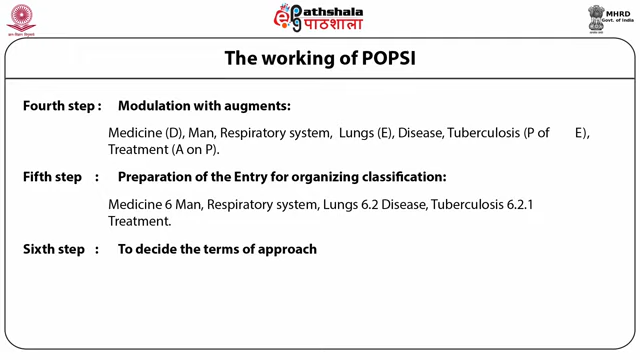 ePathshala
पाठशाला
MHRD
Govt. of India
The working of POPSI
Fourth step : Modulation with augments:
Medicine (D), Man, Respiratory system, Lungs (E), Disease, Tuberculosis (P of E),
Treatment (A on P).
Fifth step : Preparation of the Entry for organizing classification:
Medicine 6 Man, Respiratory system, Lungs 6.2 Disease, Tuberculosis 6.2.1
Treatment.
Sixth step : To decide the terms of approach